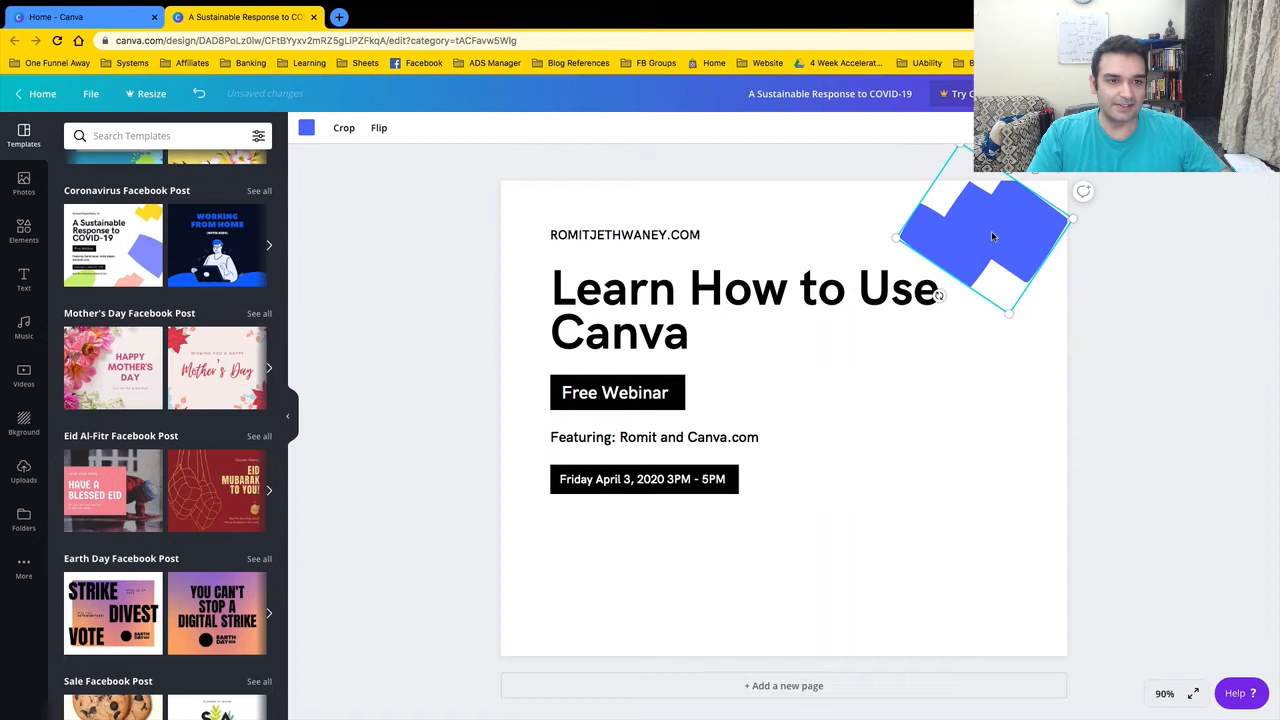 Home - Canva
A Sustainable Response to CO
canva.com/design/DAD8PoLz0lw/CFtBYyxv2mRZ5gLiPZFkqA/edit?category=tACFavw5WIg
One Funnel Away
Systems
Affiliates
Banking
Learning
Sheets
Facebook
ADS Manager
Blog References
FB Groups
Home
Website
4 Week Accelerat...
UAbility
Home
File
Resize
Unsaved changes
A Sustainable Response to COVID-19
Try C
Templates
Photos
Elements
Text
Music
Videos
Bkground
Uploads
Folders
More
Search Templates
Coronavirus Facebook Post
See all
A Sustainable
Response to
COVID-19
WORKING
FROM HOME
Mother's Day Facebook Post
See all
HAPPY
MOTHER'S
DAY
Mother's Day
Eid Al-Fitr Facebook Post
See all
HAVE A
BLESSED EID
EID
MUBARAK
TO YOU!
Earth Day Facebook Post
See all
STRIKE
DIVEST
VOTE
EARTH
DAY
YOU CAN'T
STOP A
DIGITAL STRIKE
EARTH
DAY
Sale Facebook Post
See all
Crop
Flip
ROMITJETHWANEY.COM
Learn How to Use
Canva
Free Webinar
Featuring: Romit and Canva.com
Friday April 3, 2020 3PM - 5PM
+ Add a new page
90%
Help ?